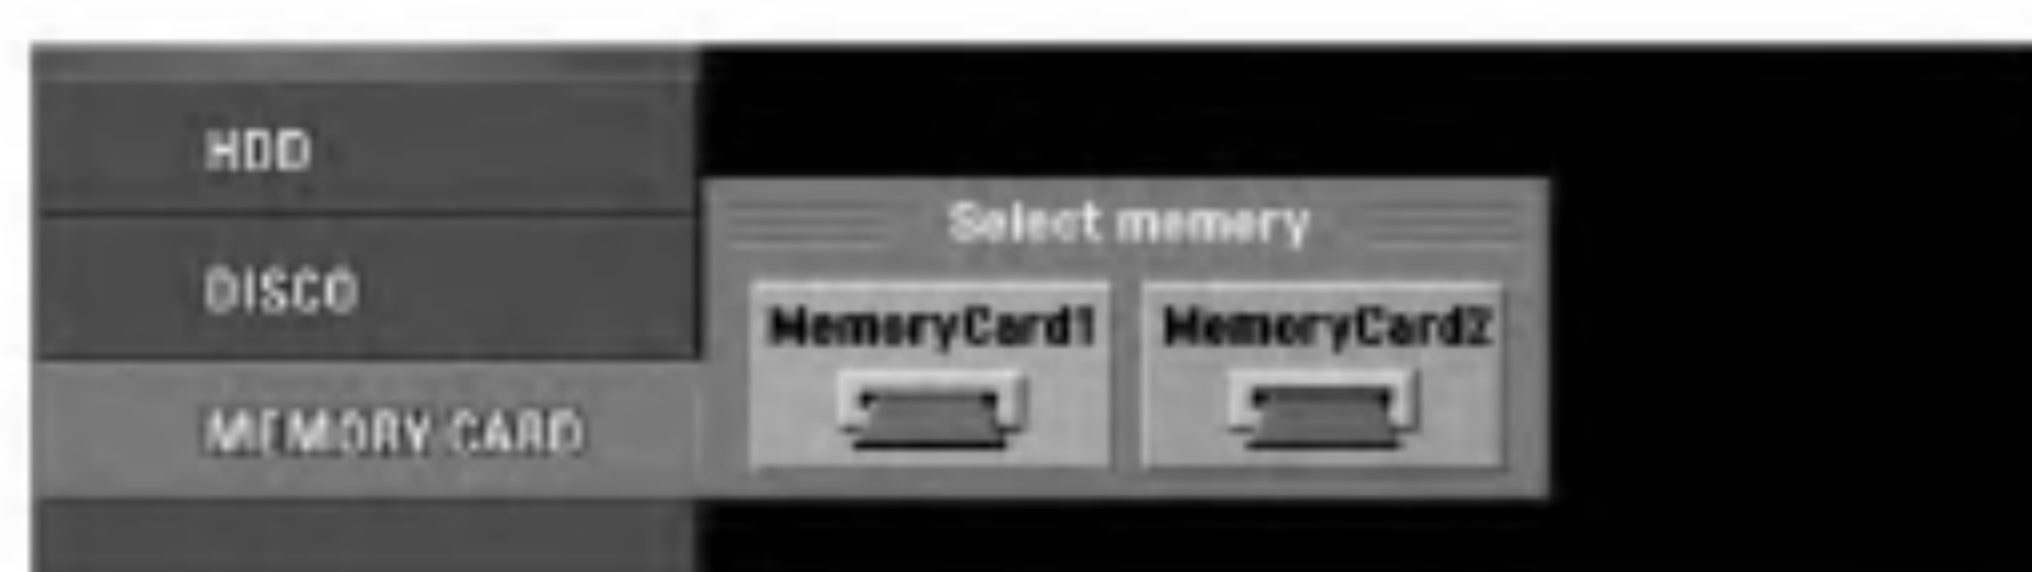 HDD
Select memory
DISCO
MemoryCard1 MemoryCard2
MEMORY CARD